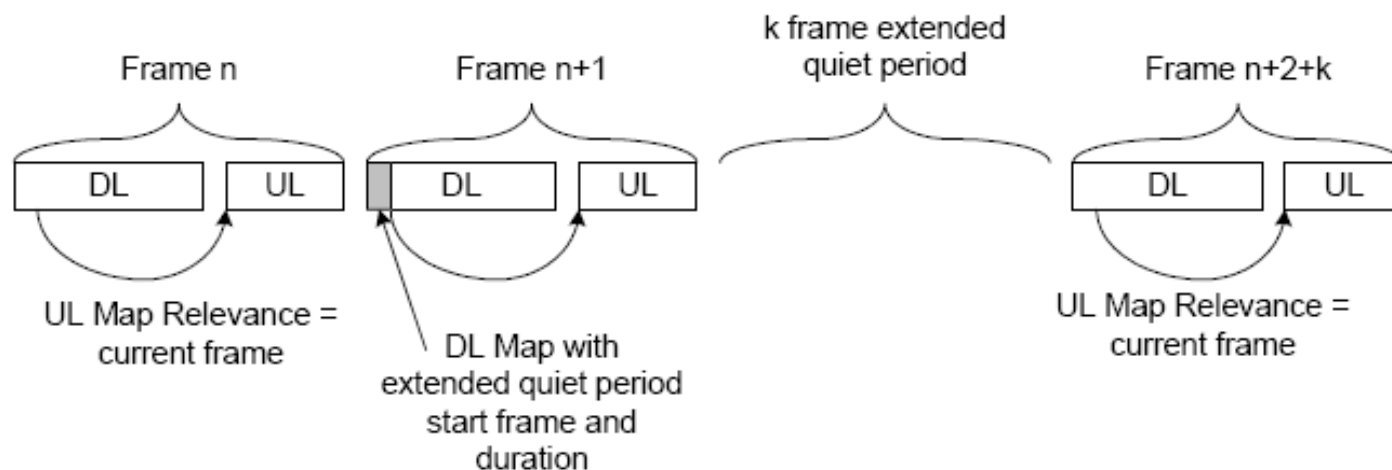 k frame extended
quiet period
Frame n
Frame n+1
Frame n+2+k
DL
UL
DL
UL
DL
UL
UL Map Relevance =
current frame
DL Map with
extended quiet period
start frame and
duration
UL Map Relevance =
current frame